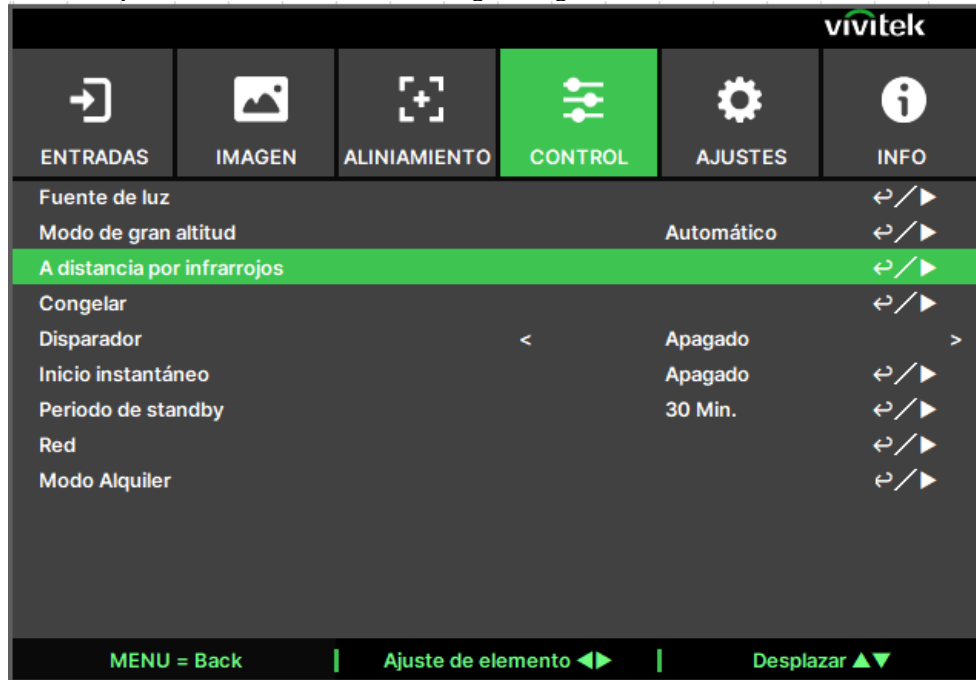 vivitek
ENTRADAS IMAGEN ALINIAMIENTO CONTROL AJUSTES INFO
Fuente de luz
Modo de gran altitud Automático
A distancia por infrarrojos
Congelar
Disparador < Apagado >
Inicio instantáneo Apagado
Periodo de standby 30 Min.
Red
Modo Alquiler
MENU = Back Ajuste de elemento ◀▶ Desplazar ▲▼